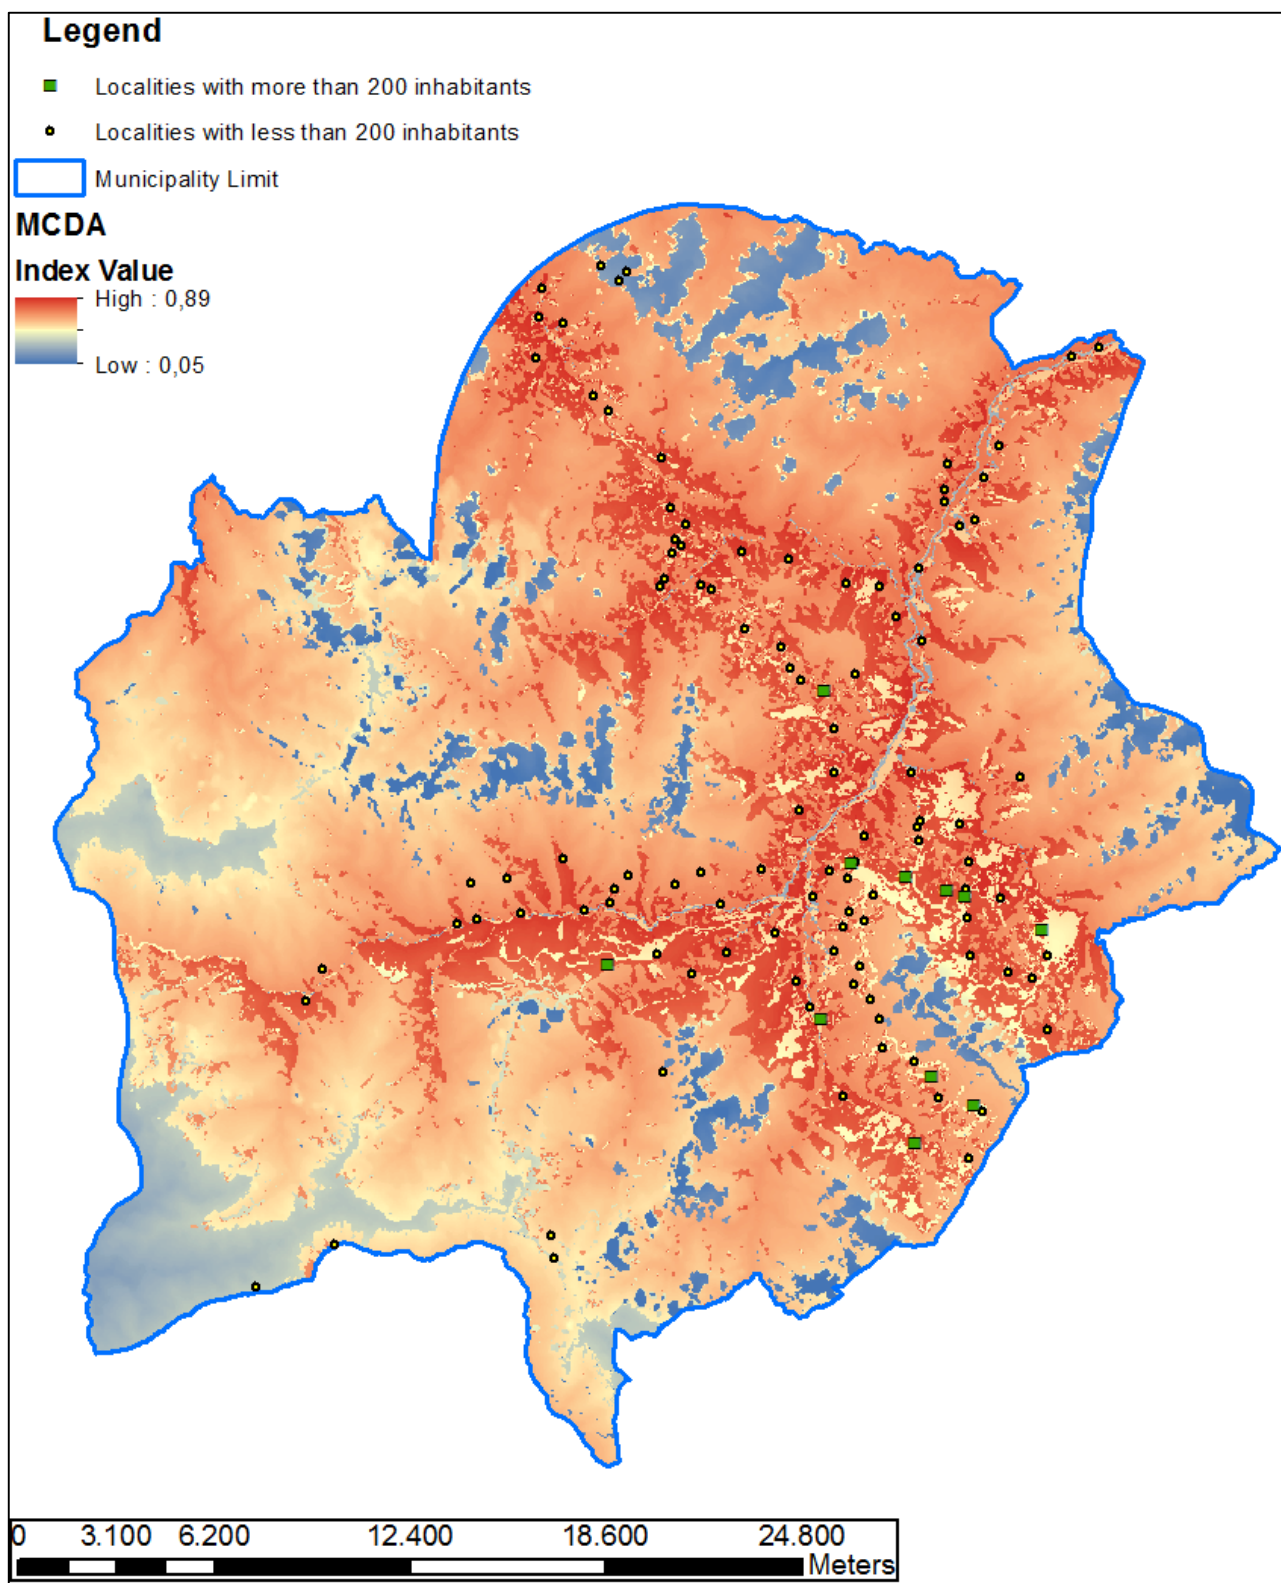 Legend
Localities with more than 200 inhabitants
Localities with less than 200 inhabitants
Municipality Limit
MCDA
Index Value
High : 0,89
Low : 0,05
0 3.100 6.200 12.400 18.600 24.800
Meters